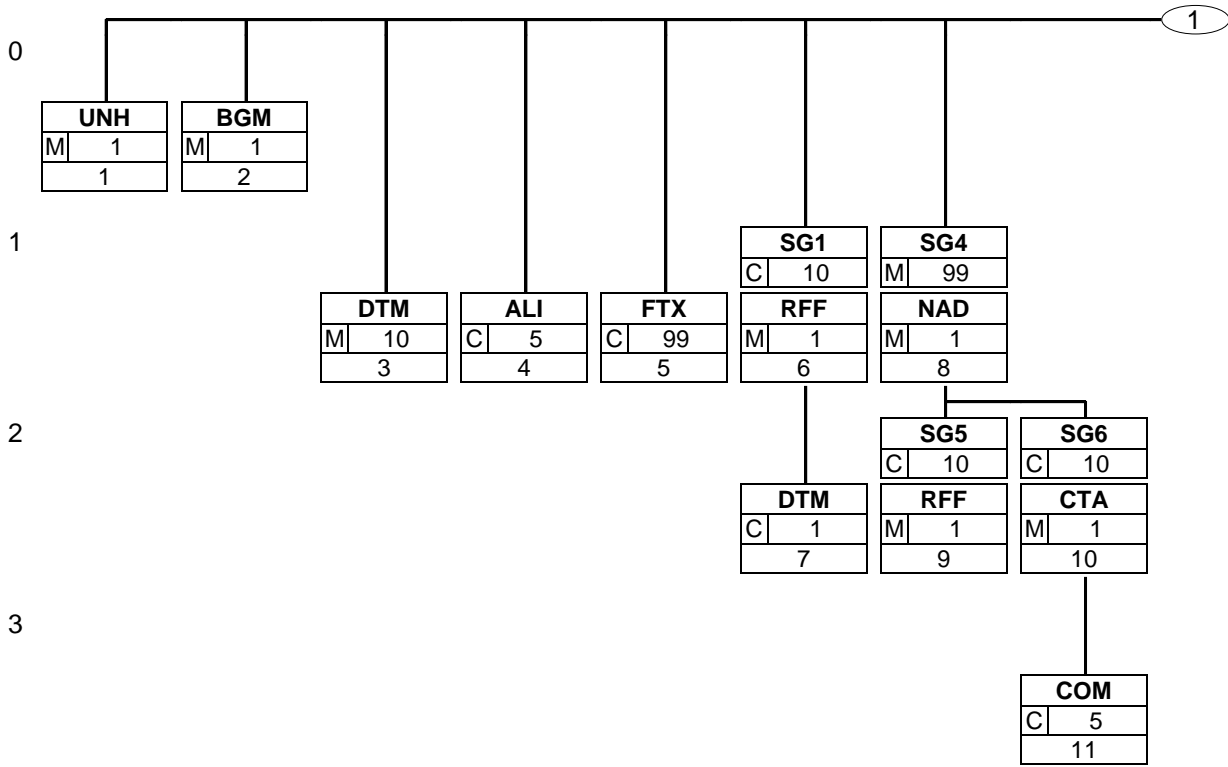 1
0
UNH BGM
M 1 M 1
1 2
1
SG1 SG4
C 10 M 99
DTM ALI FTX RFF NAD
M 10 C 5 C 99 M 1 M 1
3 4 5 6 8
2
SG5 SG6
C 10 C 10
DTM RFF CTA
C 1 M 1 M 1
7 9 10
3
COM
C 5
11